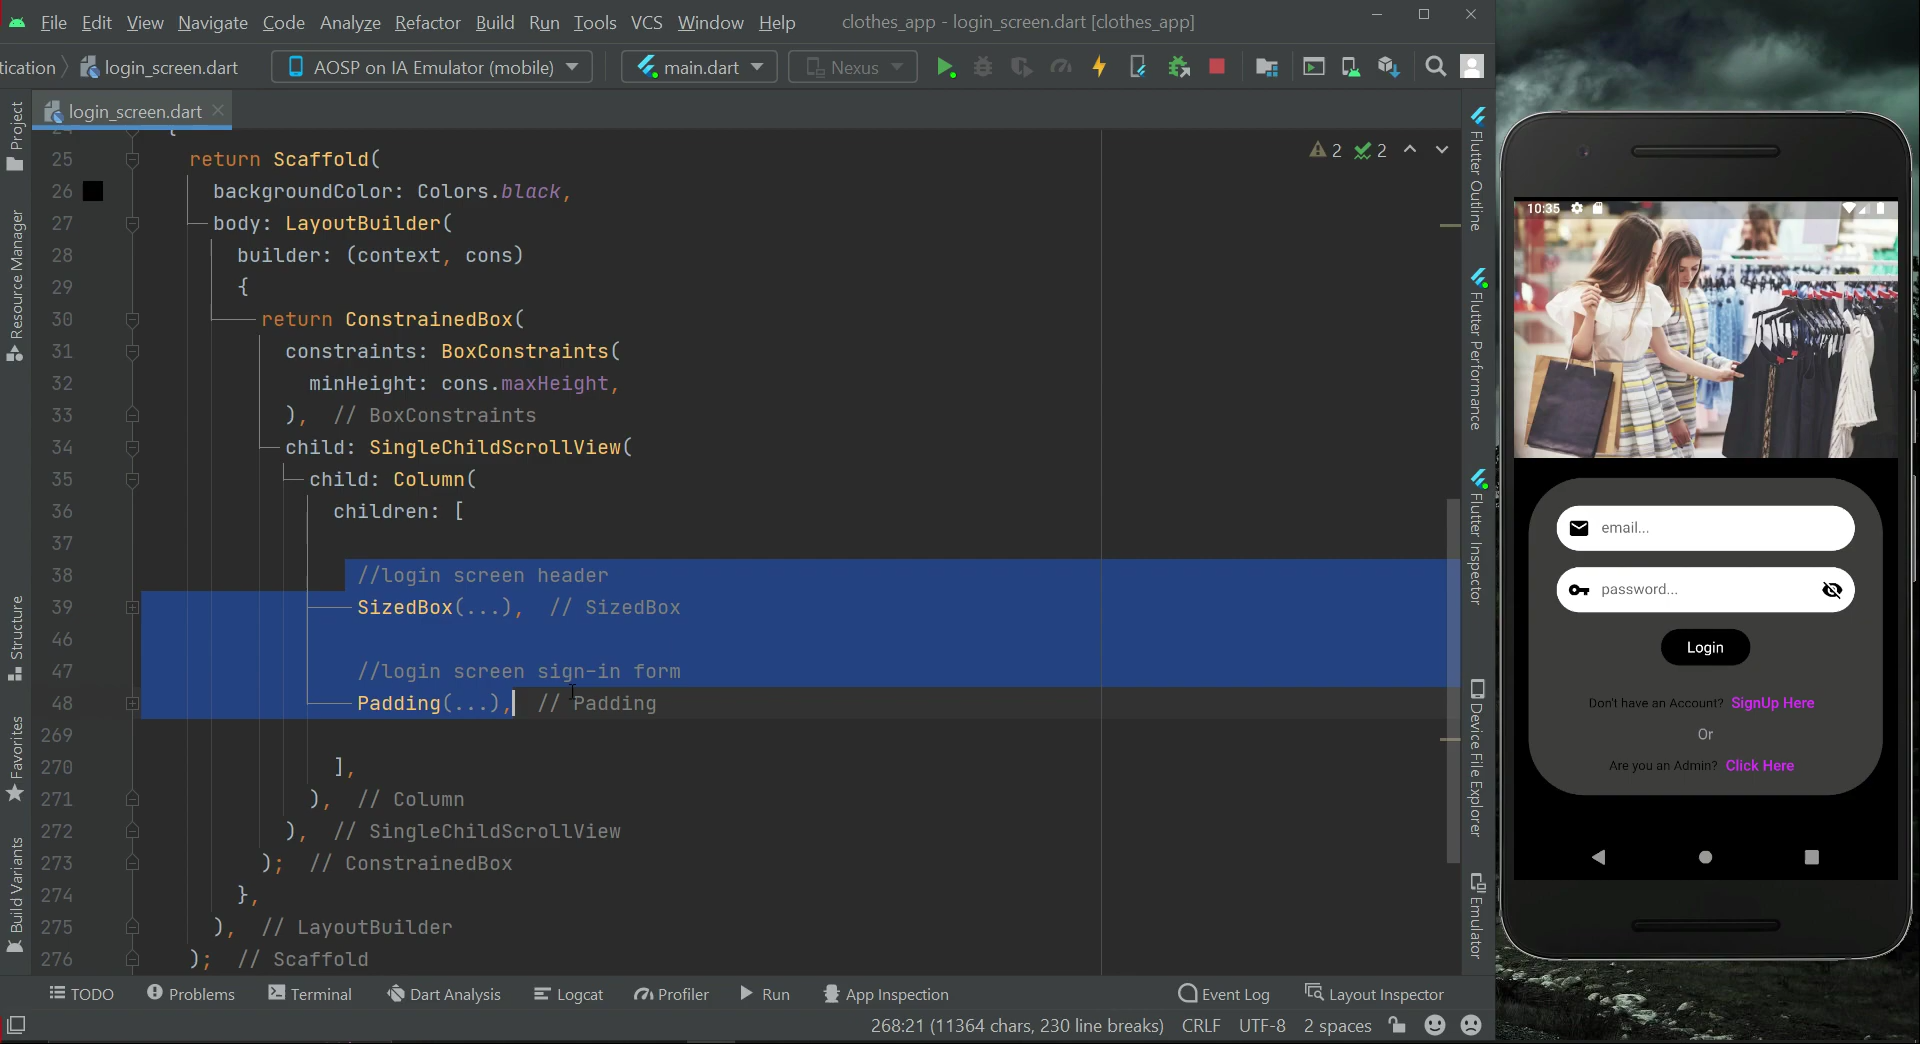 File Edit View Navigate Code Analyze Refactor Build Run Tools VCS Window Help clothes_app - login_screen.dart [clothes_app]
tication login_screen.dart AOSP on IA Emulator (mobile) main.dart Nexus
login_screen.dart
Project
Resource Manager
Structure
Favorites
Build Variants
24 {
25 return Scaffold(
26 backgroundColor: Colors.black,
27 body: LayoutBuilder(
28 builder: (context, cons)
29 {
30 return ConstrainedBox(
31 constraints: BoxConstraints(
32 minHeight: cons.maxHeight,
33 ), // BoxConstraints
34 child: SingleChildScrollView(
35 child: Column(
36 children: [
37
38 //login screen header
39 SizedBox(...), // SizedBox
46
47 //login screen sign-in form
48 Padding(...), // Padding
269
270 ],
271 ), // Column
272 ), // SingleChildScrollView
273 ); // ConstrainedBox
274 },
275 ), // LayoutBuilder
276 ); // Scaffold
2 2
Flutter Outline
Flutter Performance
Flutter Inspector
Device File Explorer
Emulator
TODO Problems Terminal Dart Analysis Logcat Profiler Run App Inspection Event Log Layout Inspector
268:21 (11364 chars, 230 line breaks) CRLF UTF-8 2 spaces
10:35
email...
password...
Login
Don't have an Account? SignUp Here
Or
Are you an Admin? Click Here